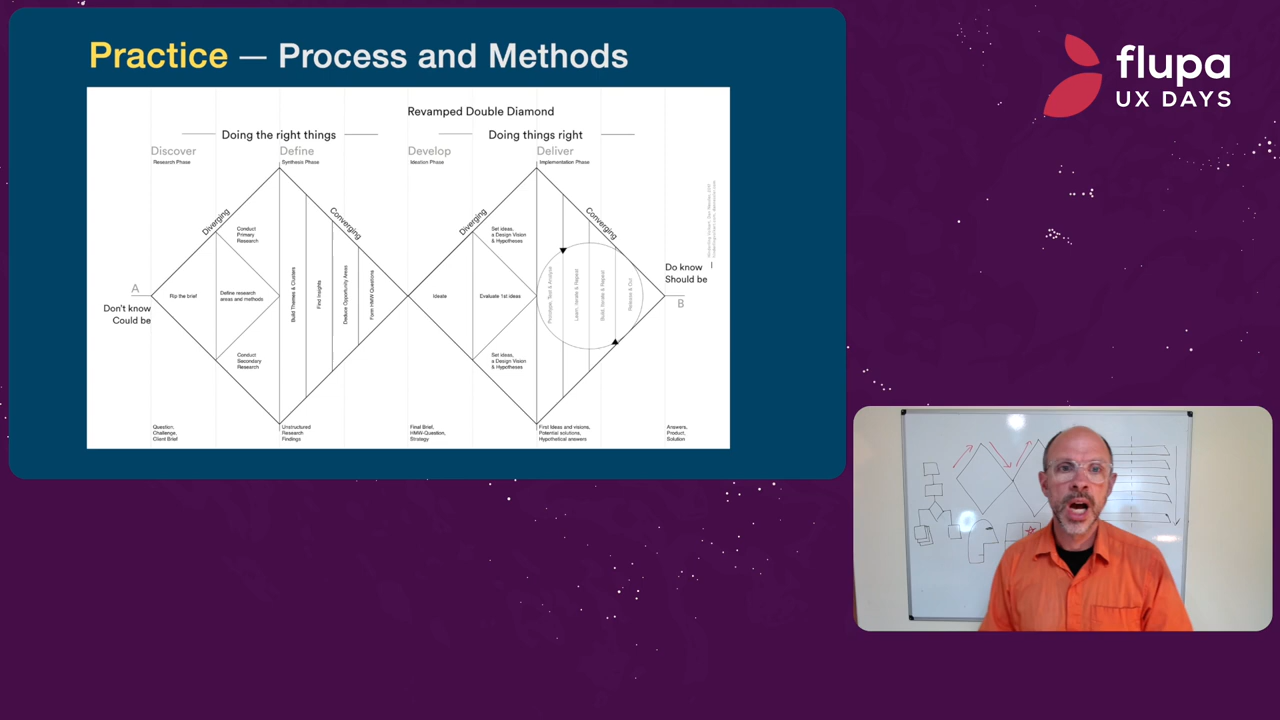 Practice — Process and Methods
flupa
UX DAYS
Revamped Double Diamond
Doing the right things
Doing things right
Discover
Research Phase
Define
Synthesis Phase
Develop
Ideation Phase
Deliver
Implementation Phase
Diverging
Converging
Diverging
Converging
A
Don't know
Could be
Rip the brief
Conduct
Primary
Research
Define research
areas and methods
Conduct
Secondary
Research
Build Themes & Clusters
Find Insights
Deduce Opportunity Areas
Form HMW Questions
Ideate
Set ideas,
a Design Vision
& Hypotheses
Evaluate 1st ideas
Set ideas,
a Design Vision
& Hypotheses
Prototype, Test & Analyse
Learn, Iterate & Repeat
Build, Iterate & Repeat
Release & Out
Do know
Should be
B
Question,
Challenge,
Client Brief
Unstructured
Research
Findings
Final Brief,
HMW-Question,
Strategy
First Ideas and visions,
Potential solutions,
Hypothetical answers
Answers,
Product,
Solution